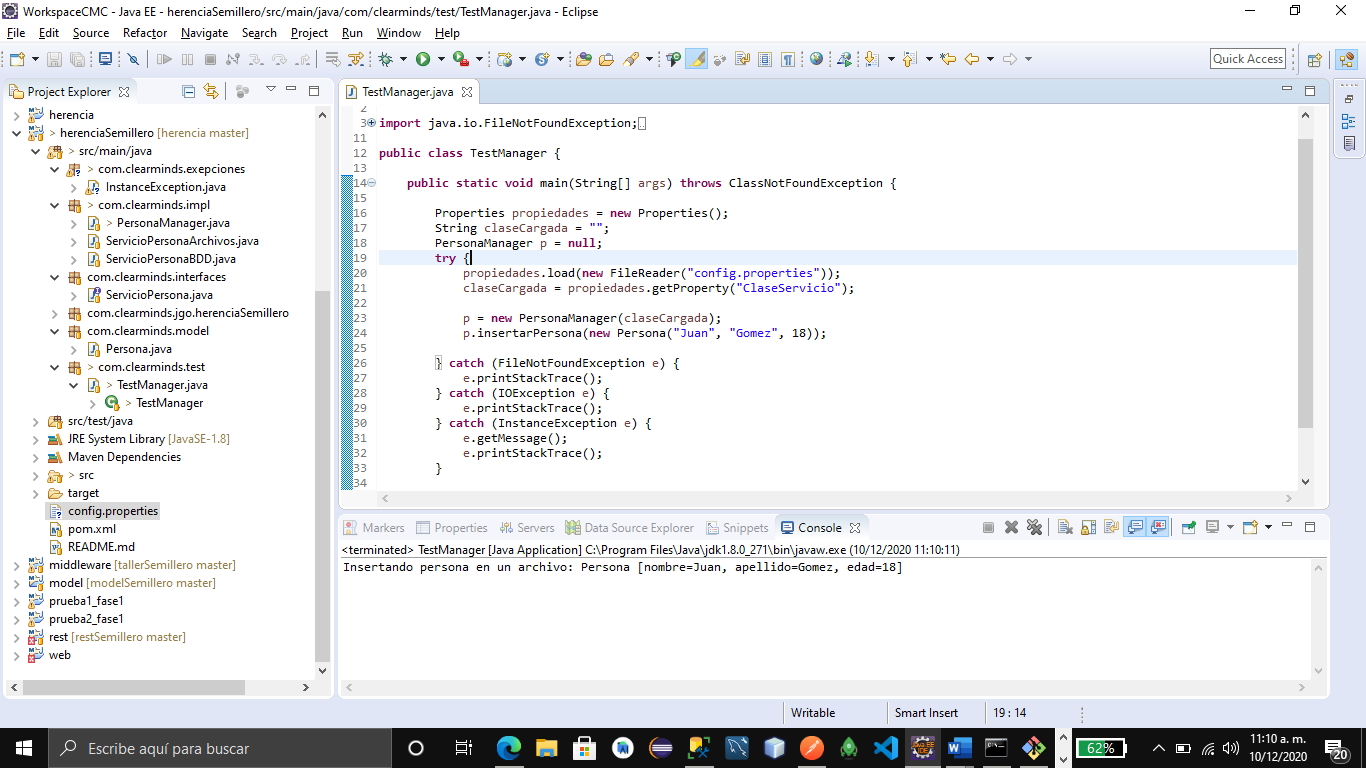 WorkspaceCMC - Java EE - herenciaSemillero/src/main/java/com/clearminds/test/TestManager.java - Eclipse
File Edit Source Refactor Navigate Search Project Run Window Help
Quick Access
Project Explorer
herencia
> herenciaSemillero [herencia master]
> src/main/java
> com.clearminds.exepciones
InstanceException.java
> com.clearminds.impl
> PersonaManager.java
ServicioPersonaArchivos.java
ServicioPersonaBDD.java
com.clearminds.interfaces
ServicioPersona.java
com.clearminds.jgo.herenciaSemillero
com.clearminds.model
Persona.java
> com.clearminds.test
> TestManager.java
> TestManager
src/test/java
JRE System Library [JavaSE-1.8]
Maven Dependencies
> src
target
config.properties
pom.xml
README.md
middleware [tallerSemillero master]
model [modelSemillero master]
prueba1_fase1
prueba2_fase1
rest [restSemillero master]
web
TestManager.java
2
3 import java.io.FileNotFoundException;
11
12 public class TestManager {
13
14 public static void main(String[] args) throws ClassNotFoundException {
15
16 Properties propiedades = new Properties();
17 String claseCargada = "";
18 PersonaManager p = null;
19 try {
20 propiedades.load(new FileReader("config.properties"));
21 claseCargada = propiedades.getProperty("ClaseServicio");
22
23 p = new PersonaManager(claseCargada);
24 p.insertarPersona(new Persona("Juan", "Gomez", 18));
25
26 } catch (FileNotFoundException e) {
27 e.printStackTrace();
28 } catch (IOException e) {
29 e.printStackTrace();
30 } catch (InstanceException e) {
31 e.getMessage();
32 e.printStackTrace();
33 }
34
Markers Properties Servers Data Source Explorer Snippets Console
<terminated> TestManager [Java Application] C:\Program Files\Java\jdk1.8.0_271\bin\javaw.exe (10/12/2020 11:10:11)
Insertando persona en un archivo: Persona [nombre=Juan, apellido=Gomez, edad=18]
Writable Smart Insert 19 : 14
Escribe aquí para buscar
62%
11:10 a. m.
10/12/2020
20